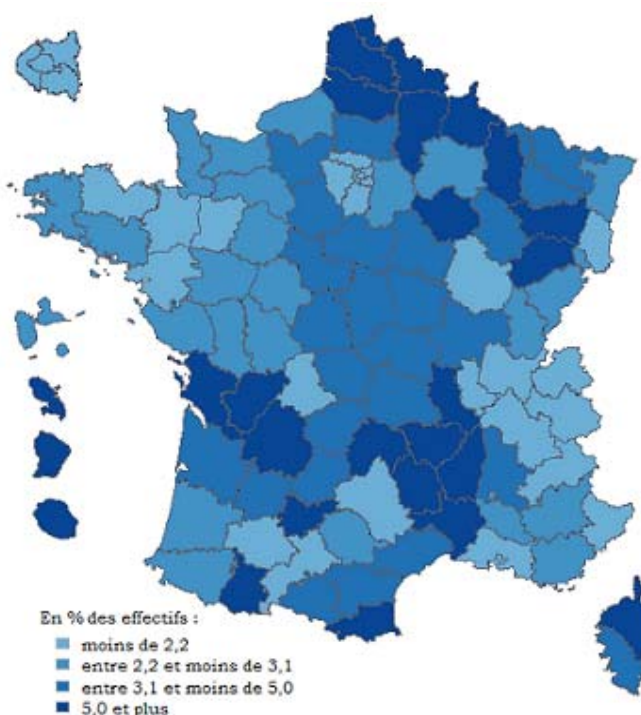 En % des effectifs :
moins de 2,2
entre 2,2 et moins de 3,1
entre 3,1 et moins de 5,0
5,0 et plus